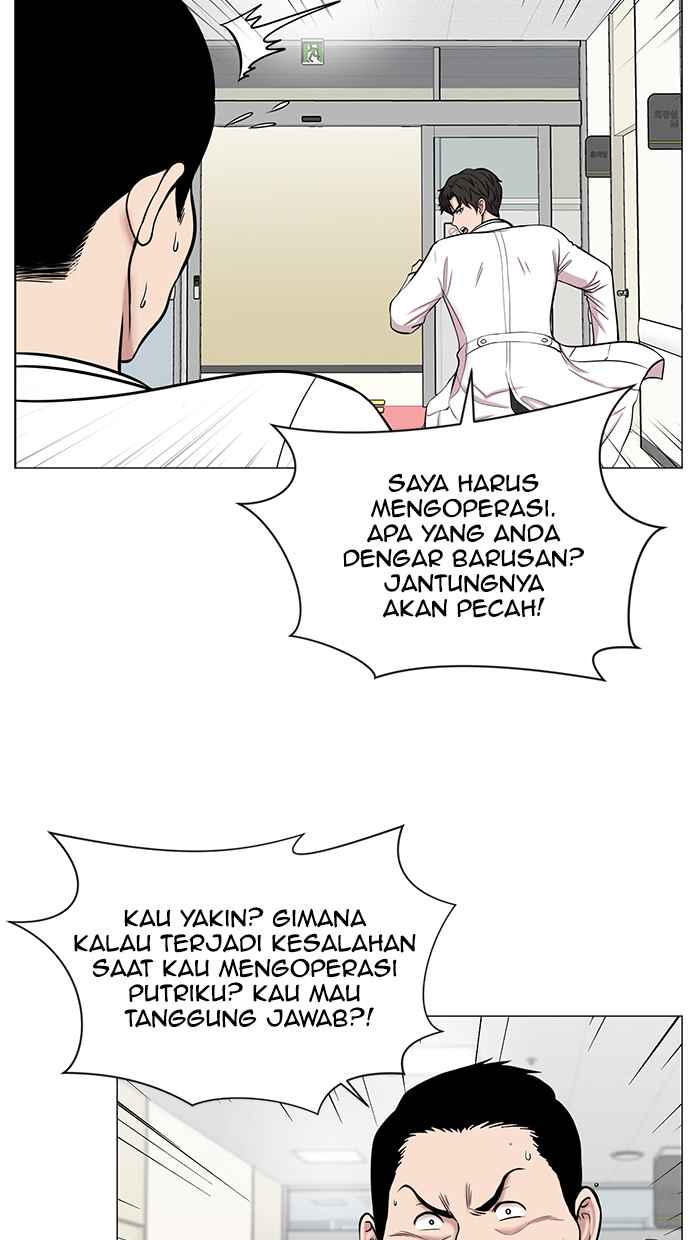 SAYA HARUS
MENGOPERASI.
APA YANG ANDA
DENGAR BARUSAN?
JANTUNGNYA
AKAN PECAH!
KAU YAKIN? GIMANA
KALAU TERJADI KESALAHAN
SAAT KAU MENGOPERASI
PUTRIKU? KAU MAU
TANGGUNG JAWAB?!